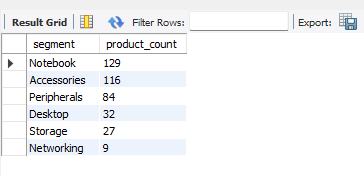 Result Grid Filter Rows: Export:
segment product_count
Notebook 129
Accessories 116
Peripherals 84
Desktop 32
Storage 27
Networking 9